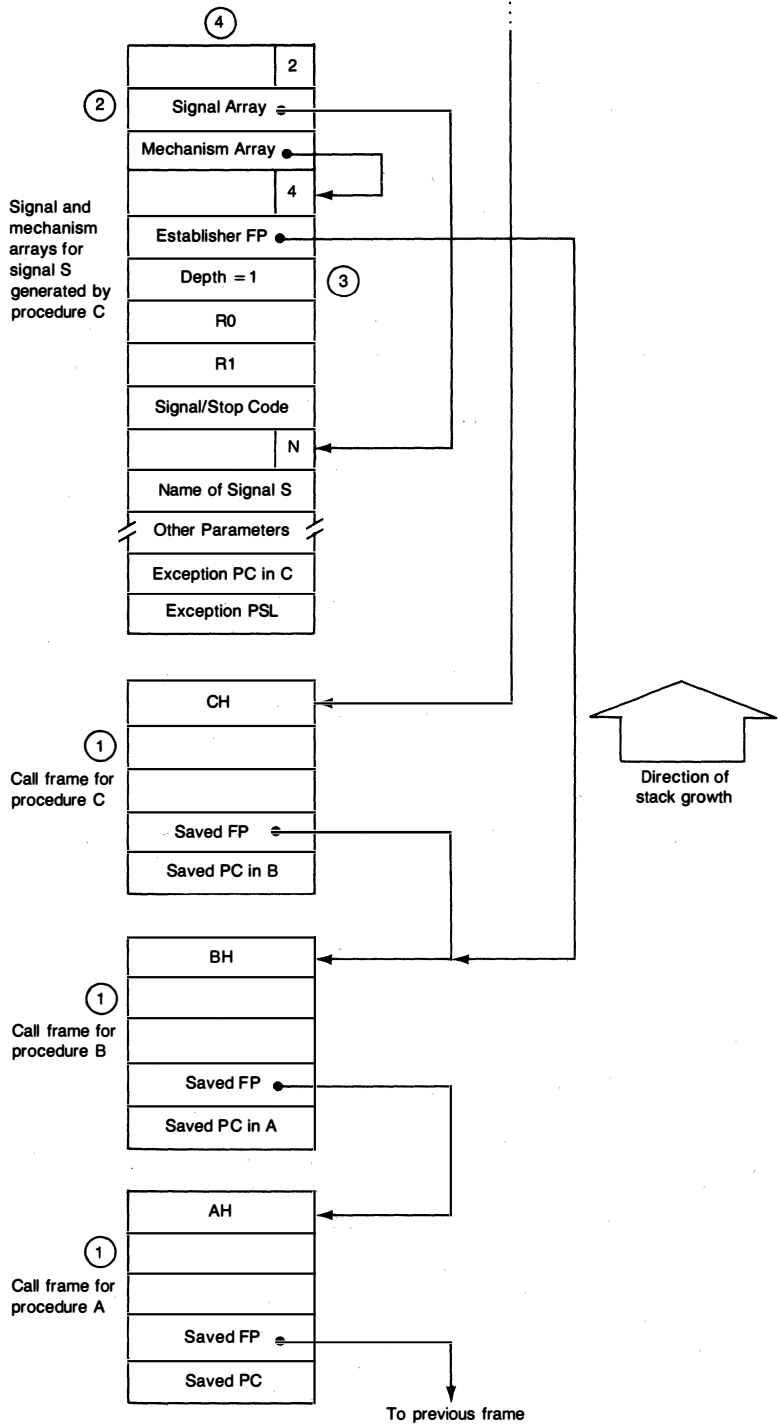 4
2
2
Signal Array
Mechanism Array
4
Signal and
mechanism
arrays for
signal S
generated by
procedure C
Establisher FP
Depth = 1
3
R0
R1
Signal/Stop Code
N
Name of Signal S
Other Parameters
Exception PC in C
Exception PSL
CH
1
Call frame for
procedure C
Saved FP
Saved PC in B
Direction of
stack growth
BH
1
Call frame for
procedure B
Saved FP
Saved PC in A
AH
1
Call frame for
procedure A
Saved FP
Saved PC
To previous frame